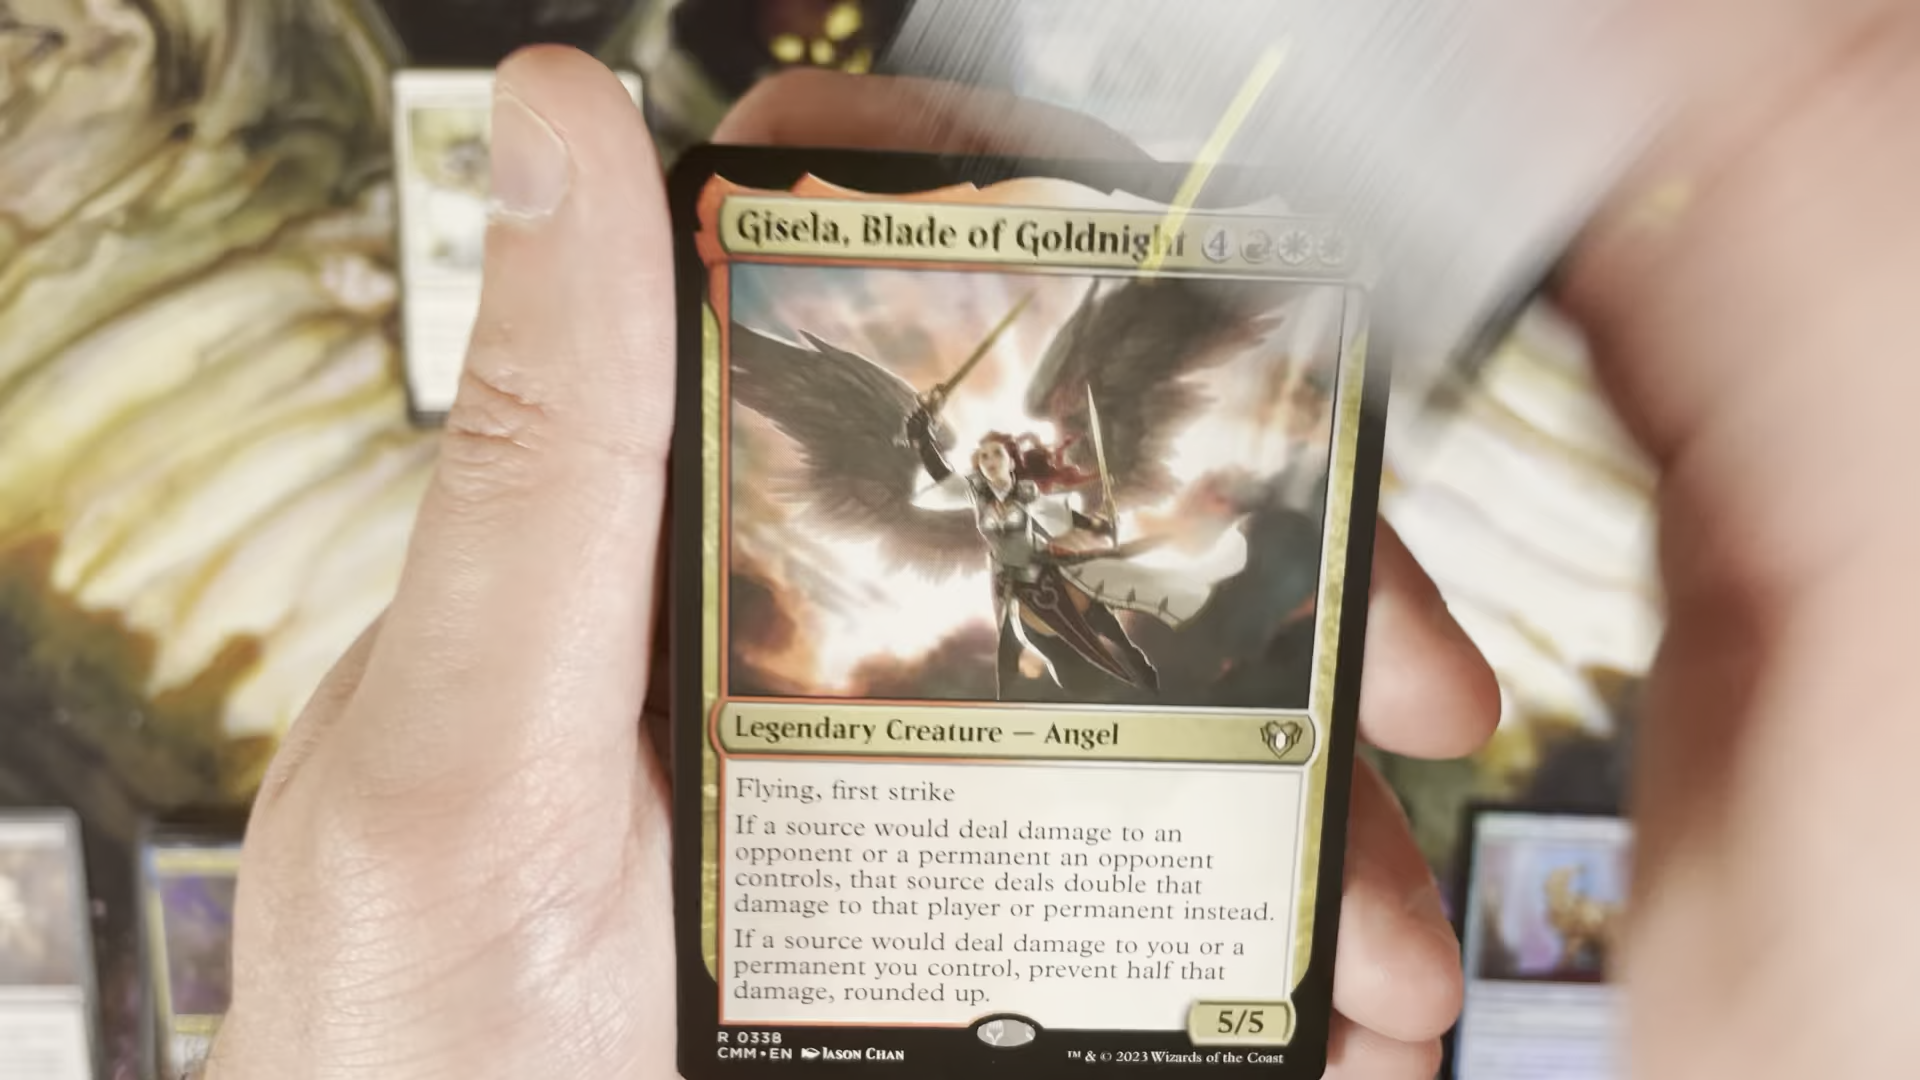 Gisela, Blade of Goldnight 4
Legendary Creature — Angel
Flying, first strike
If a source would deal damage to an
opponent or a permanent an opponent
controls, that source deals double that
damage to that player or permanent instead.
If a source would deal damage to you or a
permanent you control, prevent half that
damage, rounded up.
5/5
R 0338
CMM•EN Jason Chan
™ & © 2023 Wizards of the Coast